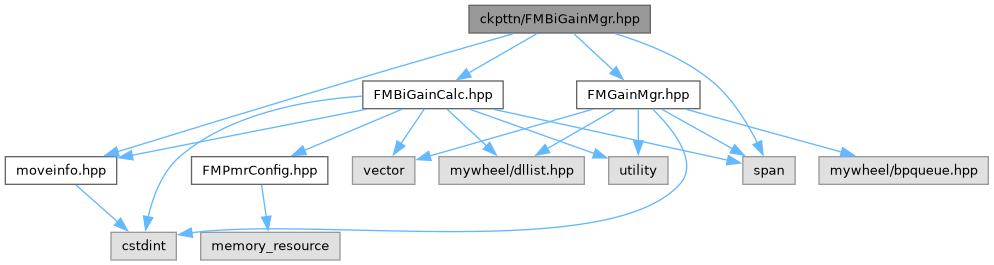 ckpttn/FMBiGainMgr.hpp
FMBiGainCalc.hpp
FMGainMgr.hpp
moveinfo.hpp
FMPmrConfig.hpp
vector
mywheel/dllist.hpp
utility
span
mywheel/bpqueue.hpp
cstdint
memory_resource